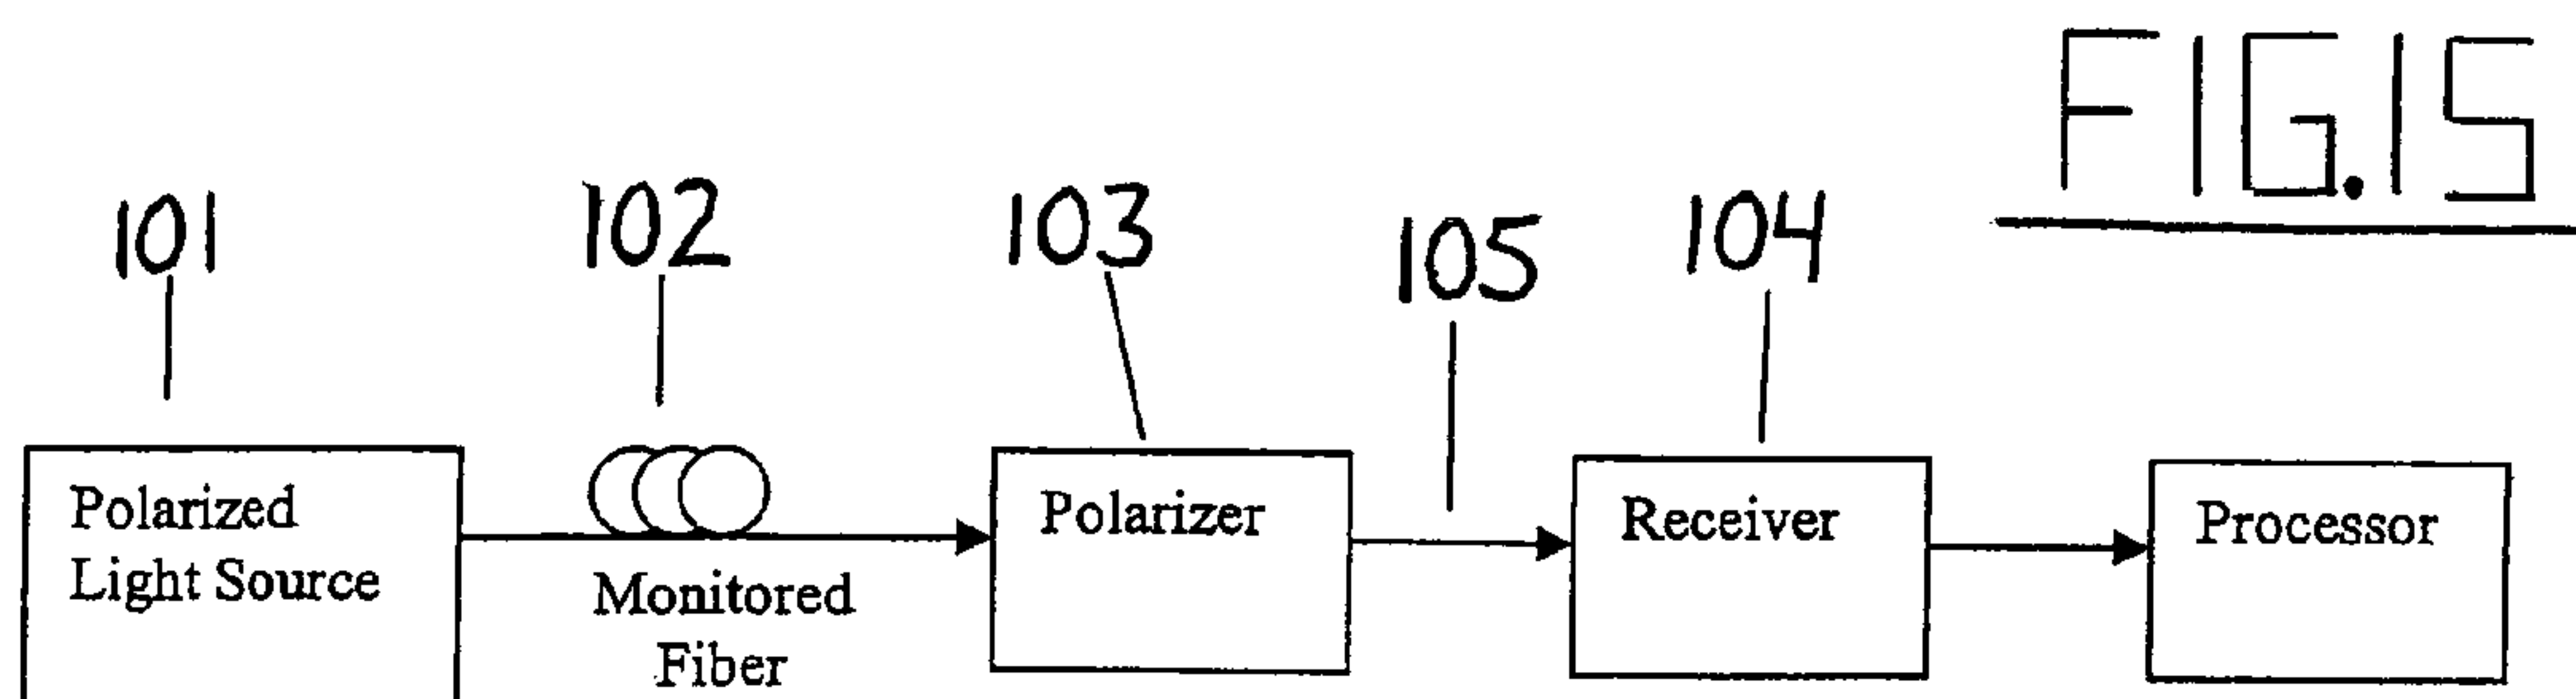 FIG.15
101
102
103
105
104
Polarized
Light Source
Monitored
Fiber
Polarizer
Receiver
Processor